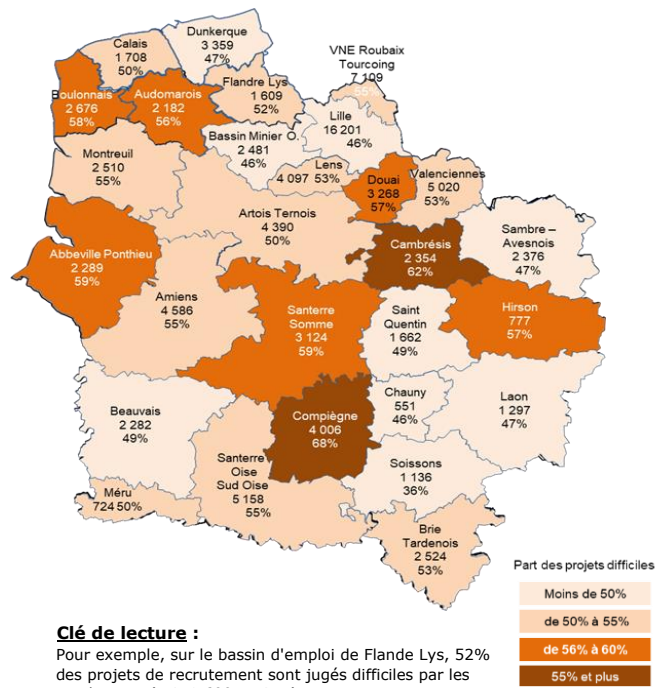 Dunkerque
3 359
47%
Calais
1 708
50%
VNE Roubaix
Tourcoing
7 109
55%
Boulonnais
2 676
58%
Audomarois
2 182
56%
Flandre Lys
1 609
52%
Lille
16 201
46%
Bassin Minier O.
2 481
46%
Montreuil
2 510
55%
Lens
4 097 53%
Douai
3 268
57%
Valenciennes
5 020
53%
Artois Ternois
4 390
50%
Cambrésis
2 354
62%
Sambre –
Avesnois
2 376
47%
Abbeville Ponthieu
2 289
59%
Amiens
4 586
55%
Santerre
Somme
3 124
59%
Saint
Quentin
1 662
49%
Hirson
777
57%
Beauvais
2 282
49%
Compiègne
4 006
68%
Chauny
551
46%
Laon
1 297
47%
Santerre
Oise
Sud Oise
5 158
55%
Soissons
1 136
36%
Méru
724 50%
Brie
Tardenois
2 524
53%
Part des projets difficiles
Moins de 50%
de 50% à 55%
de 56% à 60%
55% et plus
Clé de lecture :
Pour exemple, sur le bassin d'emploi de Flande Lys, 52%
des projets de recrutement sont jugés difficiles par les